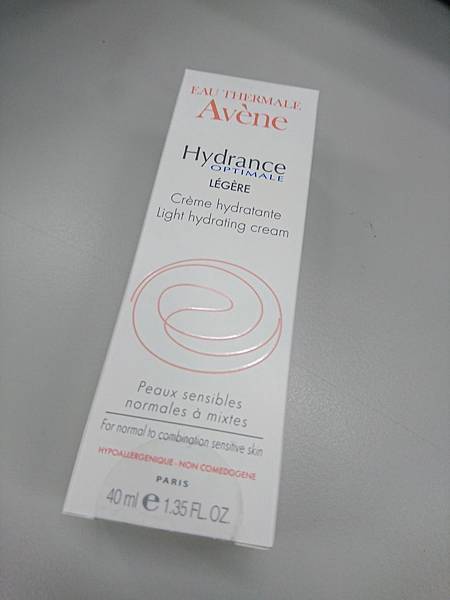 EAU THERMALE
Avène
Hydrance
OPTIMALE
LÉGÈRE
Crème hydratante
Light hydrating cream
Peaux sensibles
normales à mixtes
For normal to combination sensitive skin
HYPOALLERGENIQUE - NON COMEDOGENE
PARIS
40 ml e 1.35 FL. OZ.